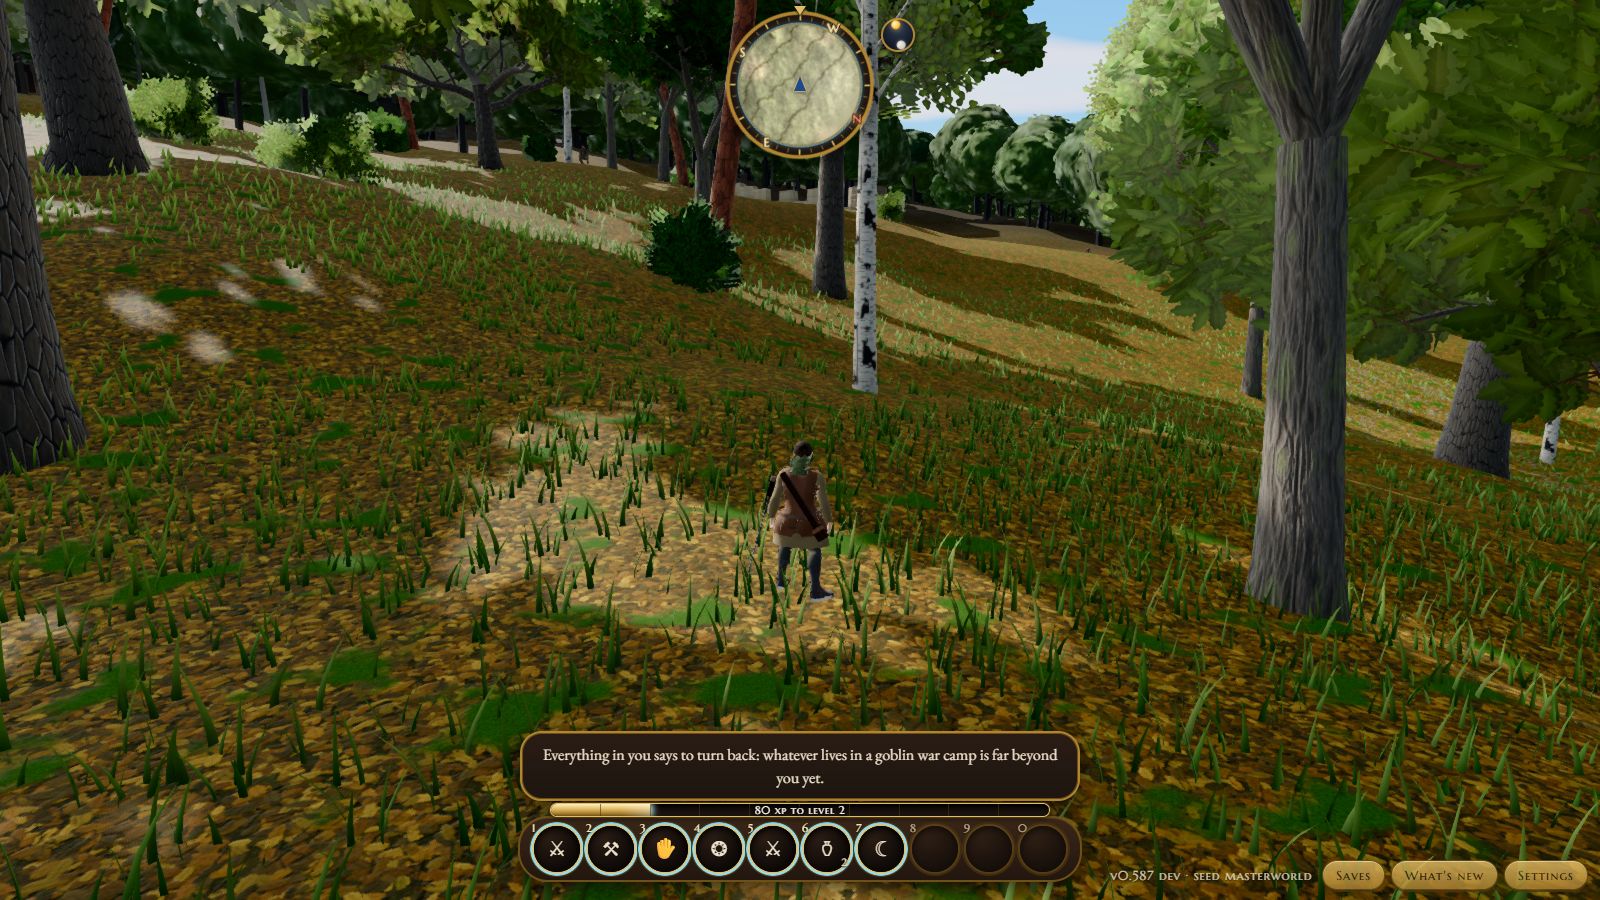 W
S
N
E
Everything in you says to turn back: whatever lives in a goblin war camp is far beyond
you yet.
80 XP TO LEVEL 2
1 2 3 4 5 6 7 8 9 0
2
v0.587 DEV · SEED MASTERWORLD
SAVES
WHAT'S NEW
SETTINGS